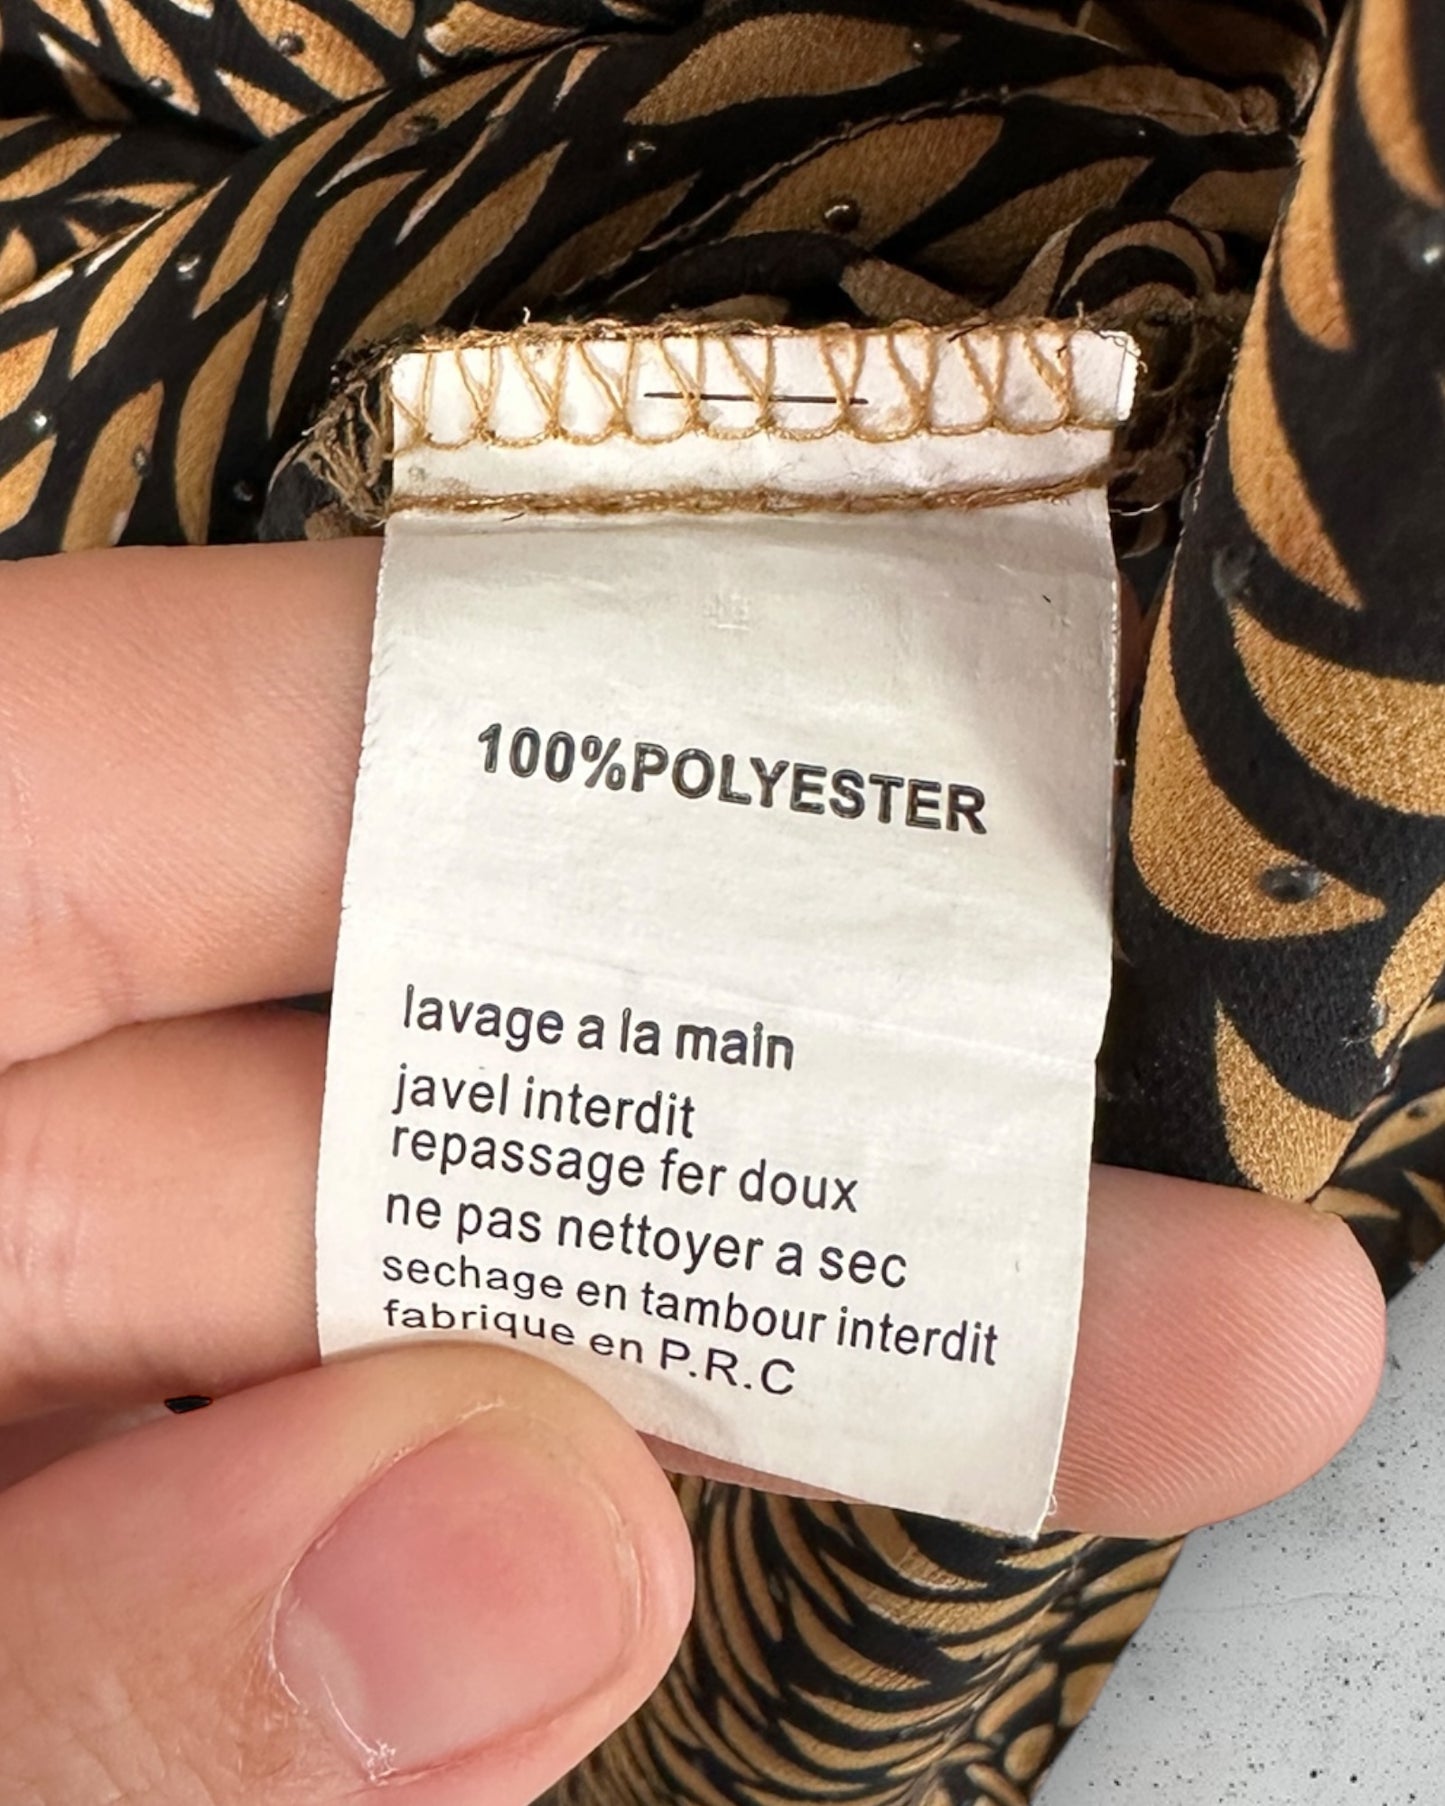 100%POLYESTER
lavage a la main
javel interdit
repassage fer doux
ne pas nettoyer a sec
sechage en tambour interdit
fabrique en P.R.C